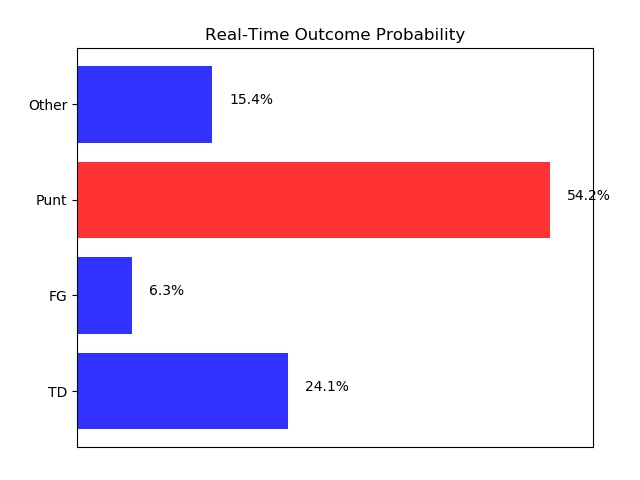 Real-Time Outcome Probability
Other 15.4%
Punt 54.2%
FG 6.3%
TD 24.1%